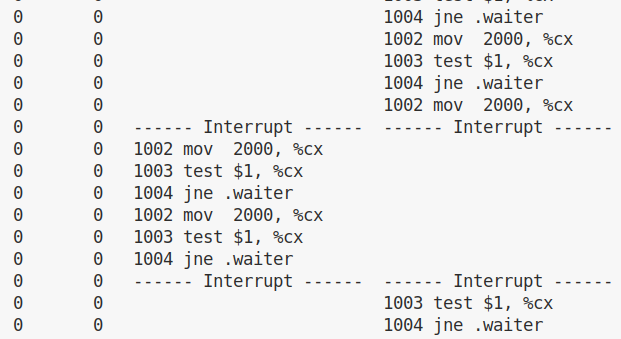 0 0 1004 jne .waiter
0 0 1002 mov 2000, %cx
0 0 1003 test $1, %cx
0 0 1004 jne .waiter
0 0 1002 mov 2000, %cx
0 0 ------ Interrupt ------ ------ Interrupt ------
0 0 1002 mov 2000, %cx
0 0 1003 test $1, %cx
0 0 1004 jne .waiter
0 0 1002 mov 2000, %cx
0 0 1003 test $1, %cx
0 0 1004 jne .waiter
0 0 ------ Interrupt ------ ------ Interrupt ------
0 0 1003 test $1, %cx
0 0 1004 jne .waiter